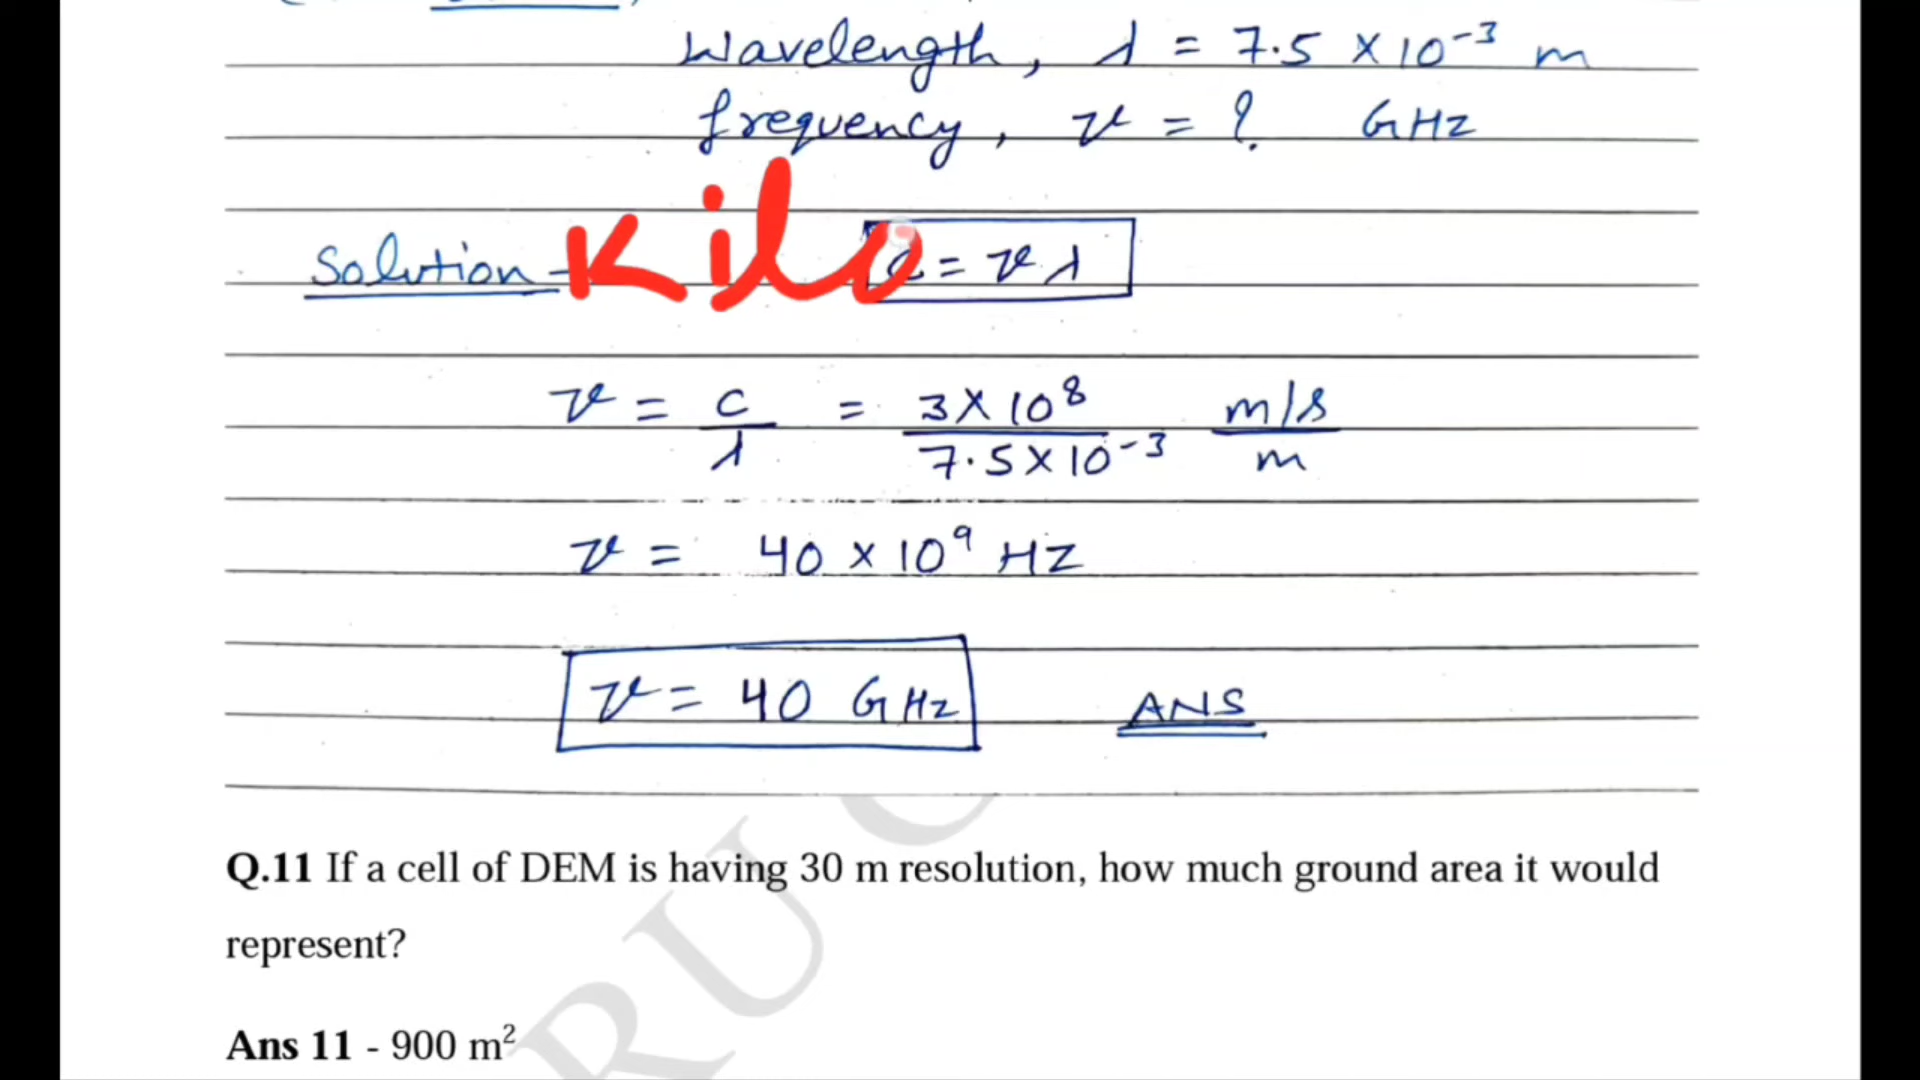 Wavelength, λ = 7.5 × 10⁻³ m
frequency, ν = ? GHz
Solution - Kilo c = ν λ
ν = c/λ = 3×10⁸ / 7.5×10⁻³ m/s / m
ν = 40 × 10⁹ HZ
ν = 40 GHz ANS
Q.11 If a cell of DEM is having 30 m resolution, how much ground area it would
represent?
Ans 11 - 900 m²